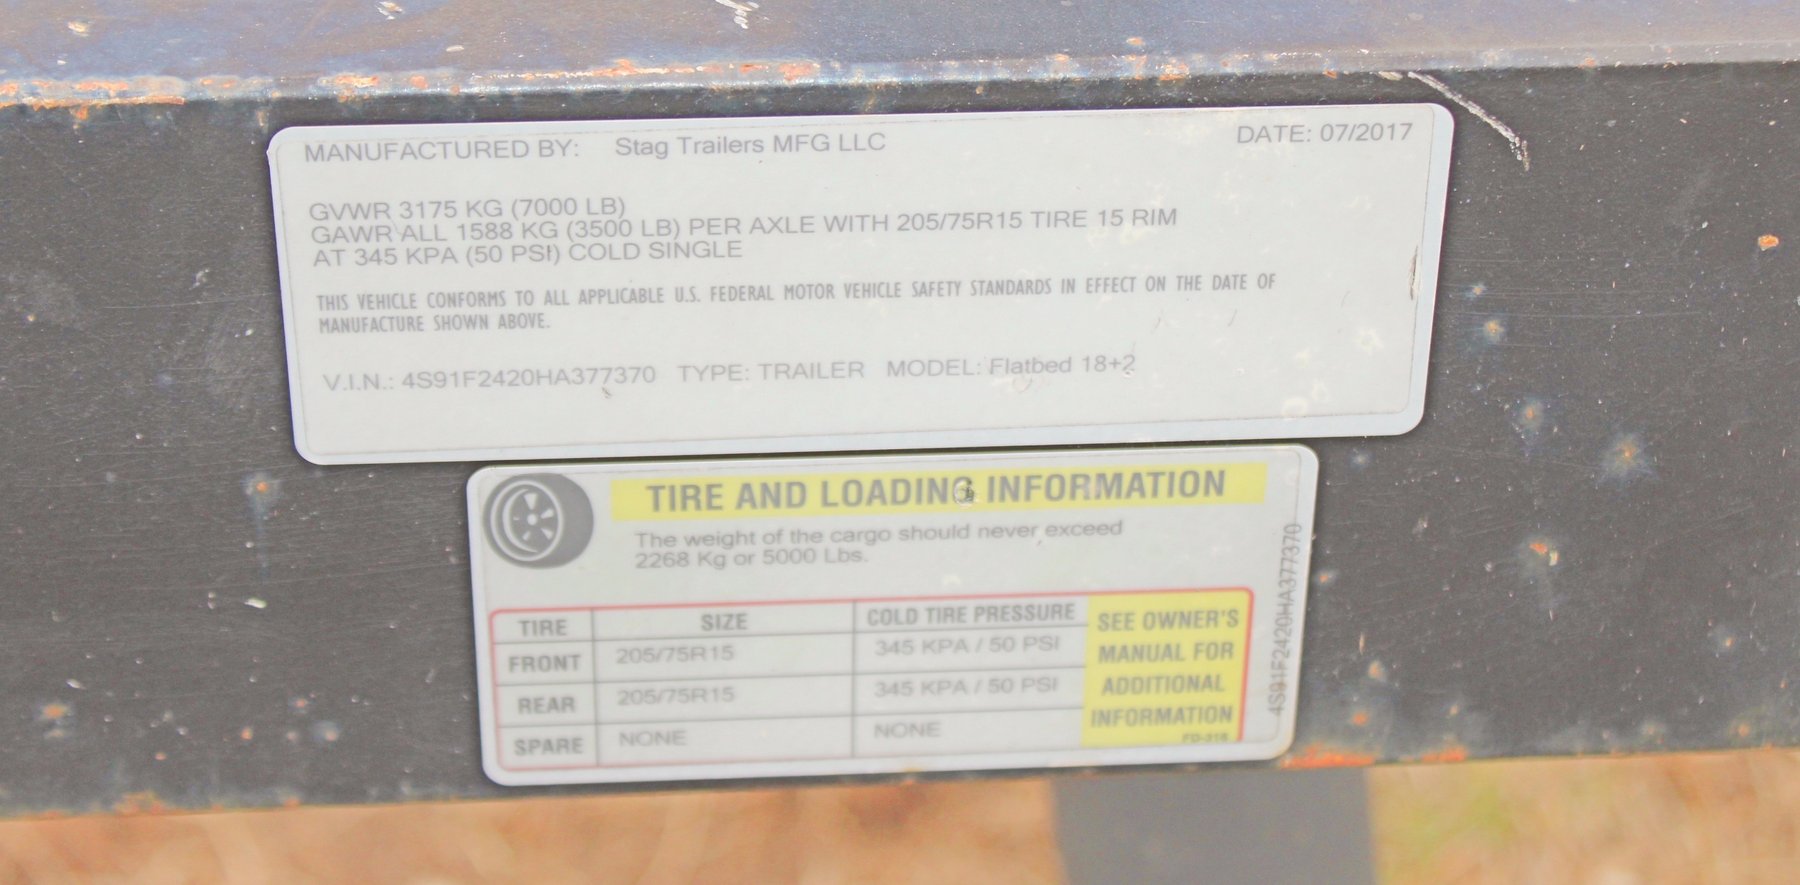 MANUFACTURED BY: Stag Trailers MFG LLC DATE: 07/2017
GVWR 3175 KG (7000 LB)
GAWR ALL 1588 KG (3500 LB) PER AXLE WITH 205/75R15 TIRE 15 RIM
AT 345 KPA (50 PSI) COLD SINGLE
THIS VEHICLE CONFORMS TO ALL APPLICABLE U.S. FEDERAL MOTOR VEHICLE SAFETY STANDARDS IN EFFECT ON THE DATE OF
MANUFACTURE SHOWN ABOVE.
V.I.N.: 4S91F2420HA377370 TYPE: TRAILER MODEL: Flatbed 18+2
TIRE AND LOADING INFORMATION
The weight of the cargo should never exceed
2268 Kg or 5000 Lbs.
TIRE SIZE COLD TIRE PRESSURE
FRONT 205/75R15 345 KPA / 50 PSI
REAR 205/75R15 345 KPA / 50 PSI
SPARE NONE NONE
SEE OWNER'S
MANUAL FOR
ADDITIONAL
INFORMATION
FD-316
4S91F2420HA377370